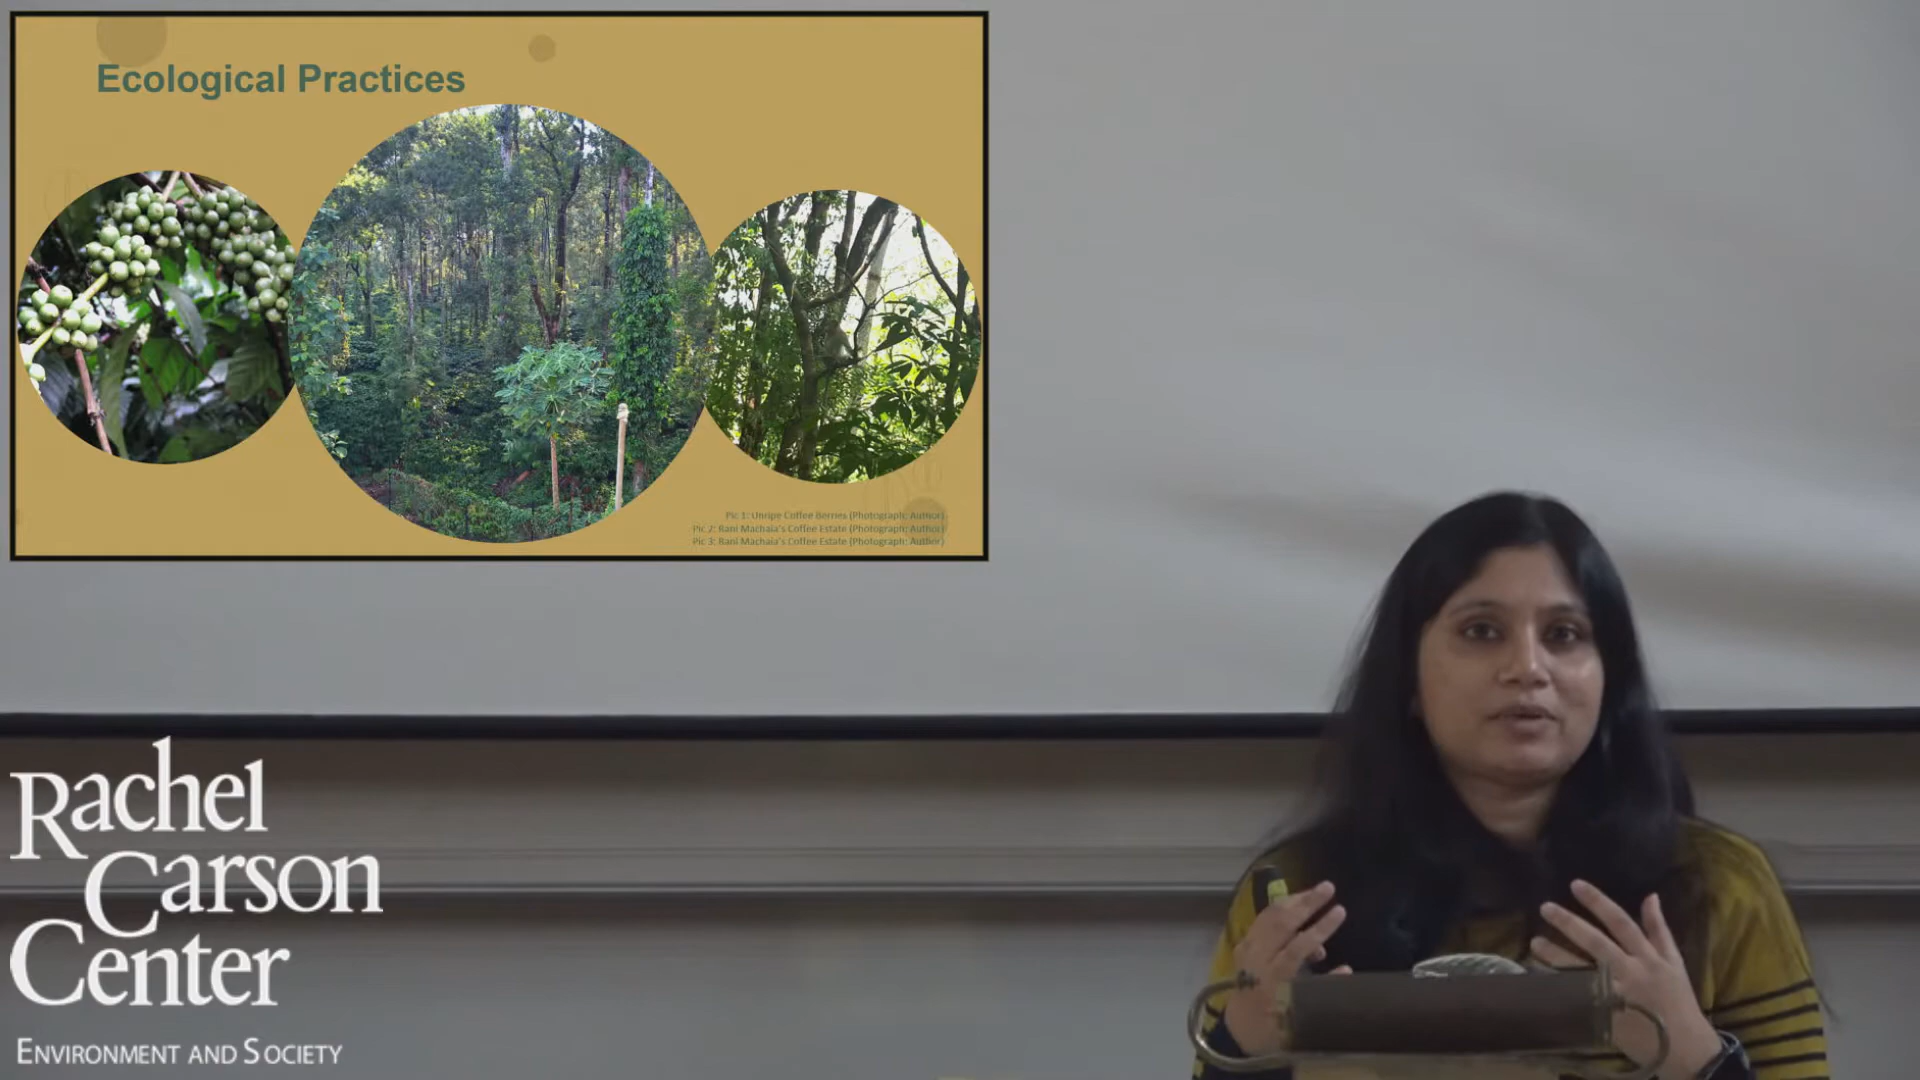 Ecological Practices
Pic 1: Unripe Coffee Berries (Photograph: Author)
Pic 2: Rani Machaia's Coffee Estate (Photograph: Author)
Pic 3: Rani Machaia's Coffee Estate (Photograph: Author)
Rachel
Carson
Center
Environment and Society